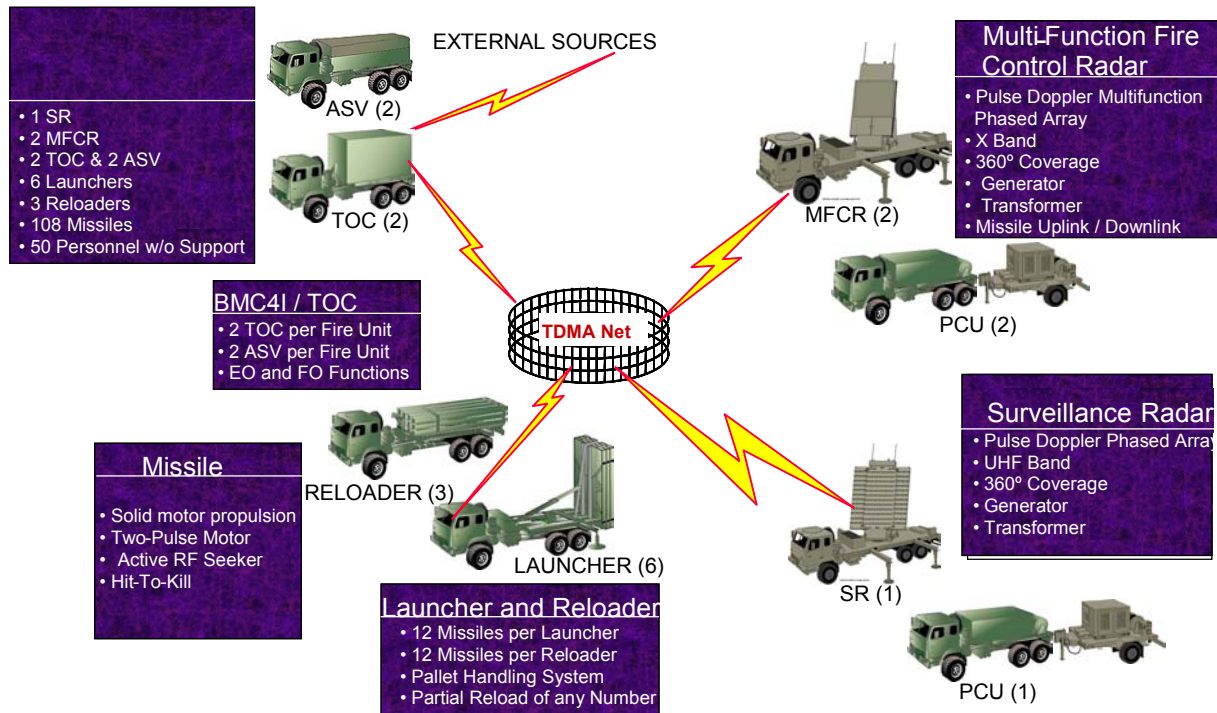 • 1 SR
• 2 MFCR
• 2 TOC & 2 ASV
• 6 Launchers
• 3 Reloaders
• 108 Missiles
• 50 Personnel w/o Support
EXTERNAL SOURCES
ASV (2)
TOC (2)
Multi-Function Fire
Control Radar
• Pulse Doppler Multifunction
Phased Array
• X Band
• 360º Coverage
• Generator
• Transformer
• Missile Uplink / Downlink
MFCR (2)
PCU (2)
BMC4I / TOC
• 2 TOC per Fire Unit
• 2 ASV per Fire Unit
• EO and FO Functions
TDMA Net
Missile
• Solid motor propulsion
• Two-Pulse Motor
• Active RF Seeker
• Hit-To-Kill
RELOADER (3)
LAUNCHER (6)
Launcher and Reloader
• 12 Missiles per Launcher
• 12 Missiles per Reloader
• Pallet Handling System
• Partial Reload of any Number
Surveillance Radar
• Pulse Doppler Phased Array
• UHF Band
• 360º Coverage
• Generator
• Transformer
SR (1)
PCU (1)